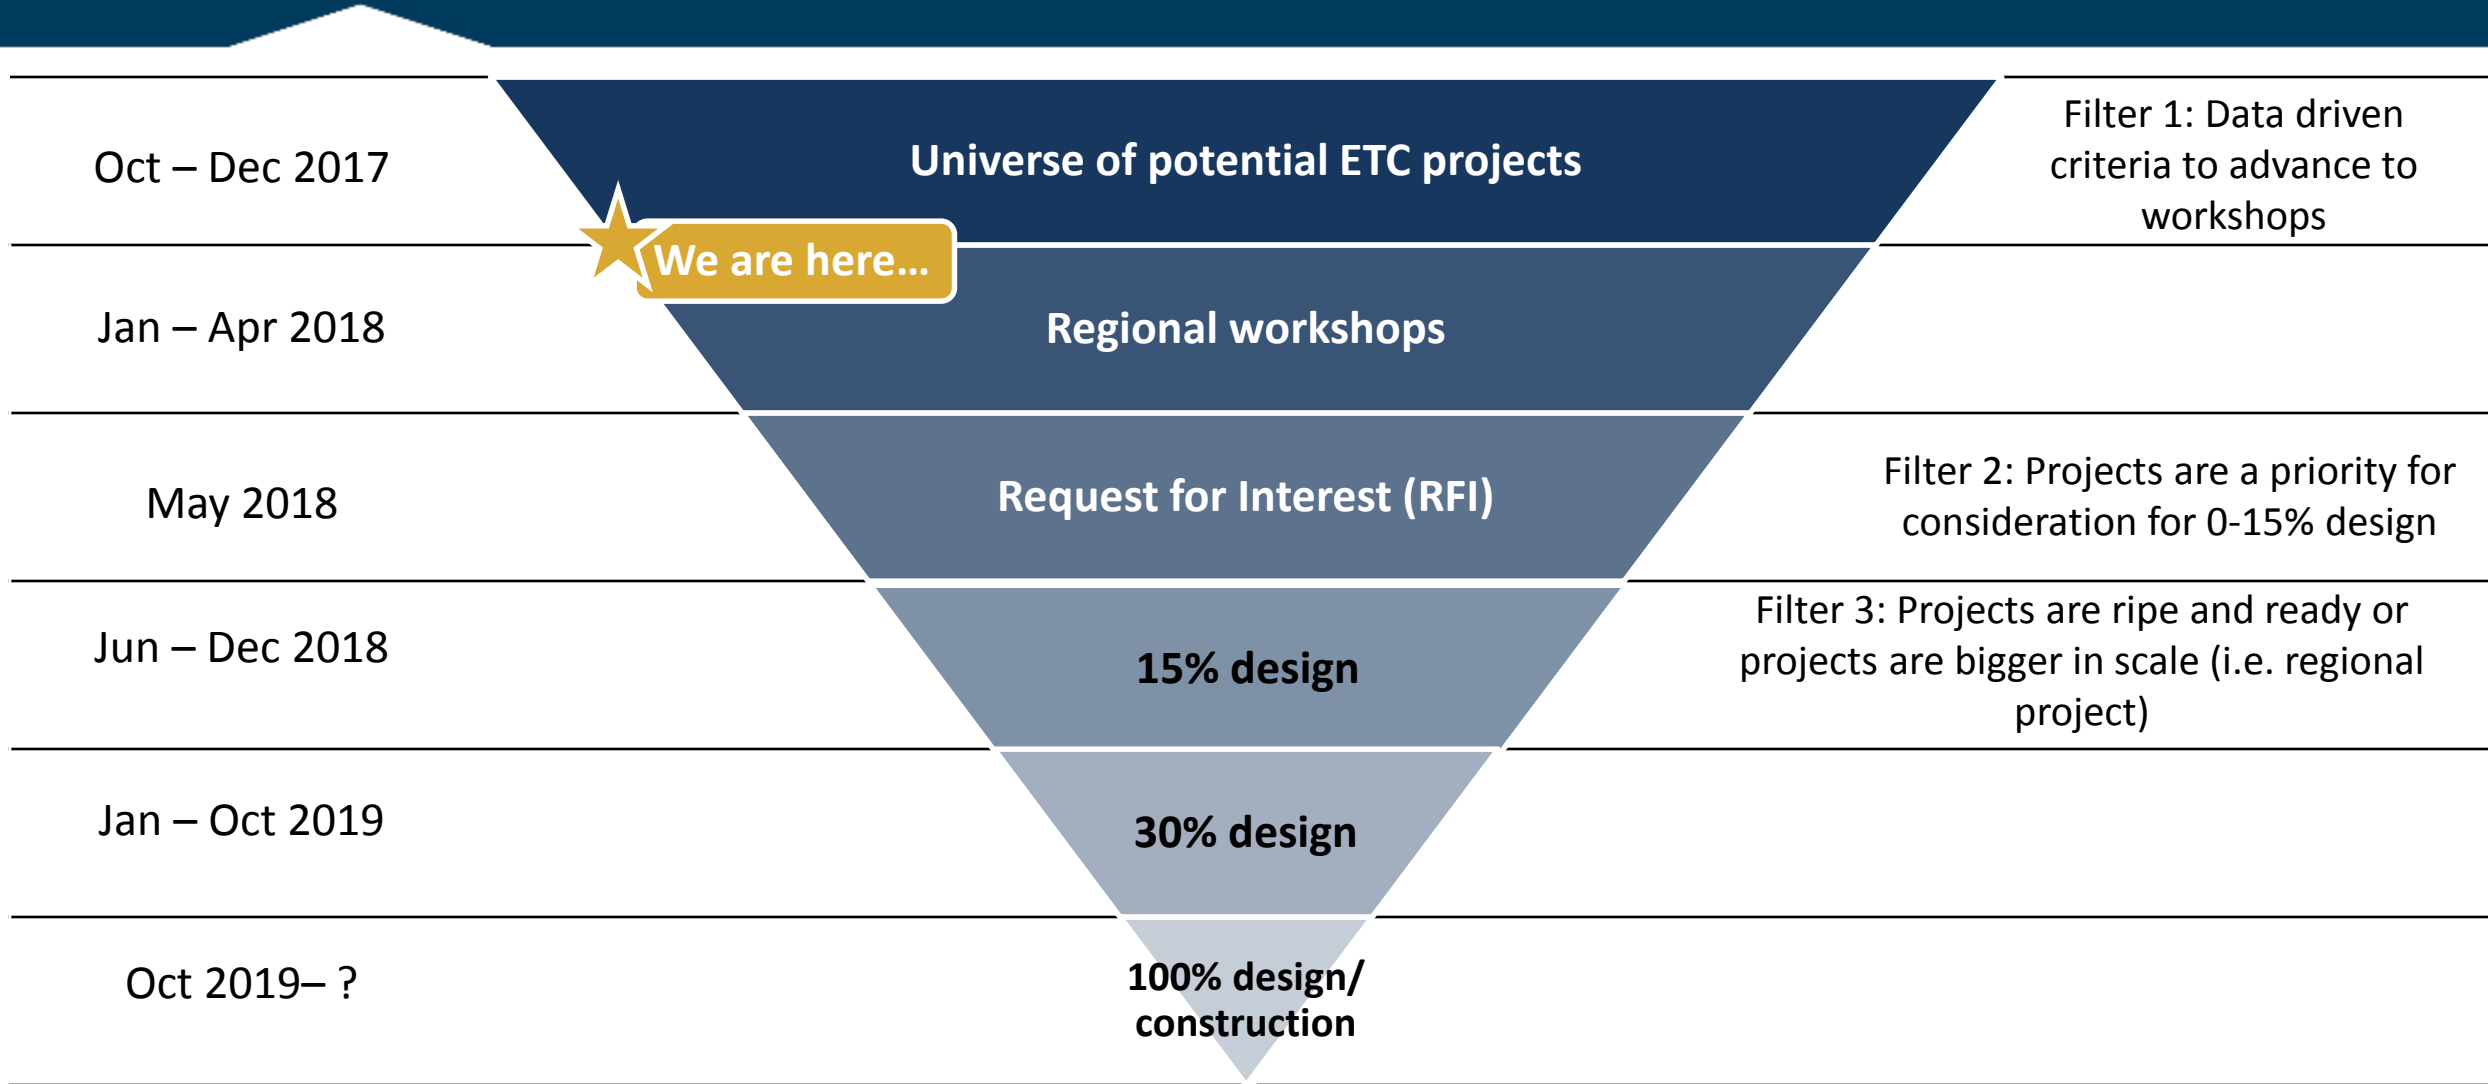 Oct – Dec 2017
Universe of potential ETC projects
Filter 1: Data driven
criteria to advance to
workshops
We are here...
Jan – Apr 2018
Regional workshops
May 2018
Request for Interest (RFI)
Filter 2: Projects are a priority for
consideration for 0-15% design
Jun – Dec 2018
15% design
Filter 3: Projects are ripe and ready or
projects are bigger in scale (i.e. regional
project)
Jan – Oct 2019
30% design
Oct 2019– ?
100% design/
construction